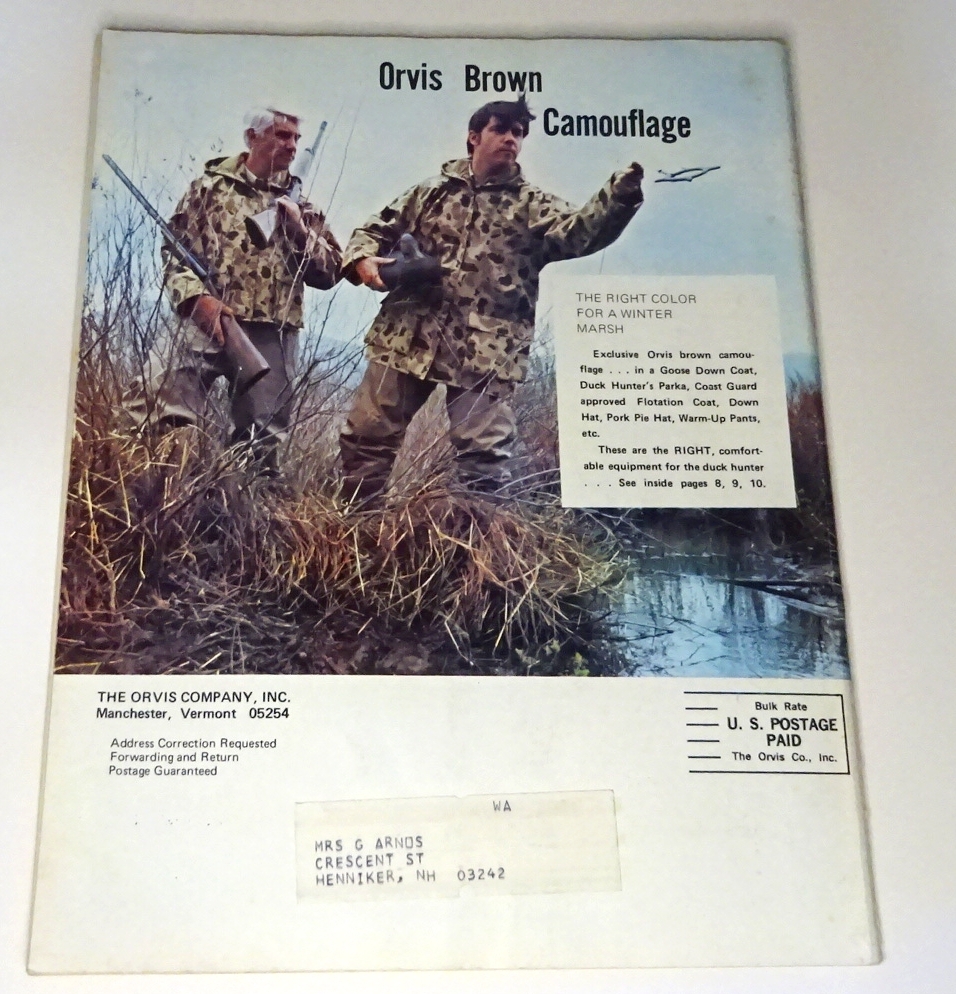 Orvis Brown
Camouflage
THE RIGHT COLOR
FOR A WINTER
MARSH
Exclusive Orvis brown camou-
flage . . . in a Goose Down Coat,
Duck Hunter's Parka, Coast Guard
approved Flotation Coat, Down
Hat, Pork Pie Hat, Warm-Up Pants,
etc.
These are the RIGHT, comfort-
able equipment for the duck hunter
. . . See inside pages 8, 9, 10.
THE ORVIS COMPANY, INC.
Manchester, Vermont 05254
Address Correction Requested
Forwarding and Return
Postage Guaranteed
Bulk Rate
U. S. POSTAGE
PAID
The Orvis Co., Inc.
WA
MRS G ARNOS
CRESCENT ST
HENNIKER, NH 03242